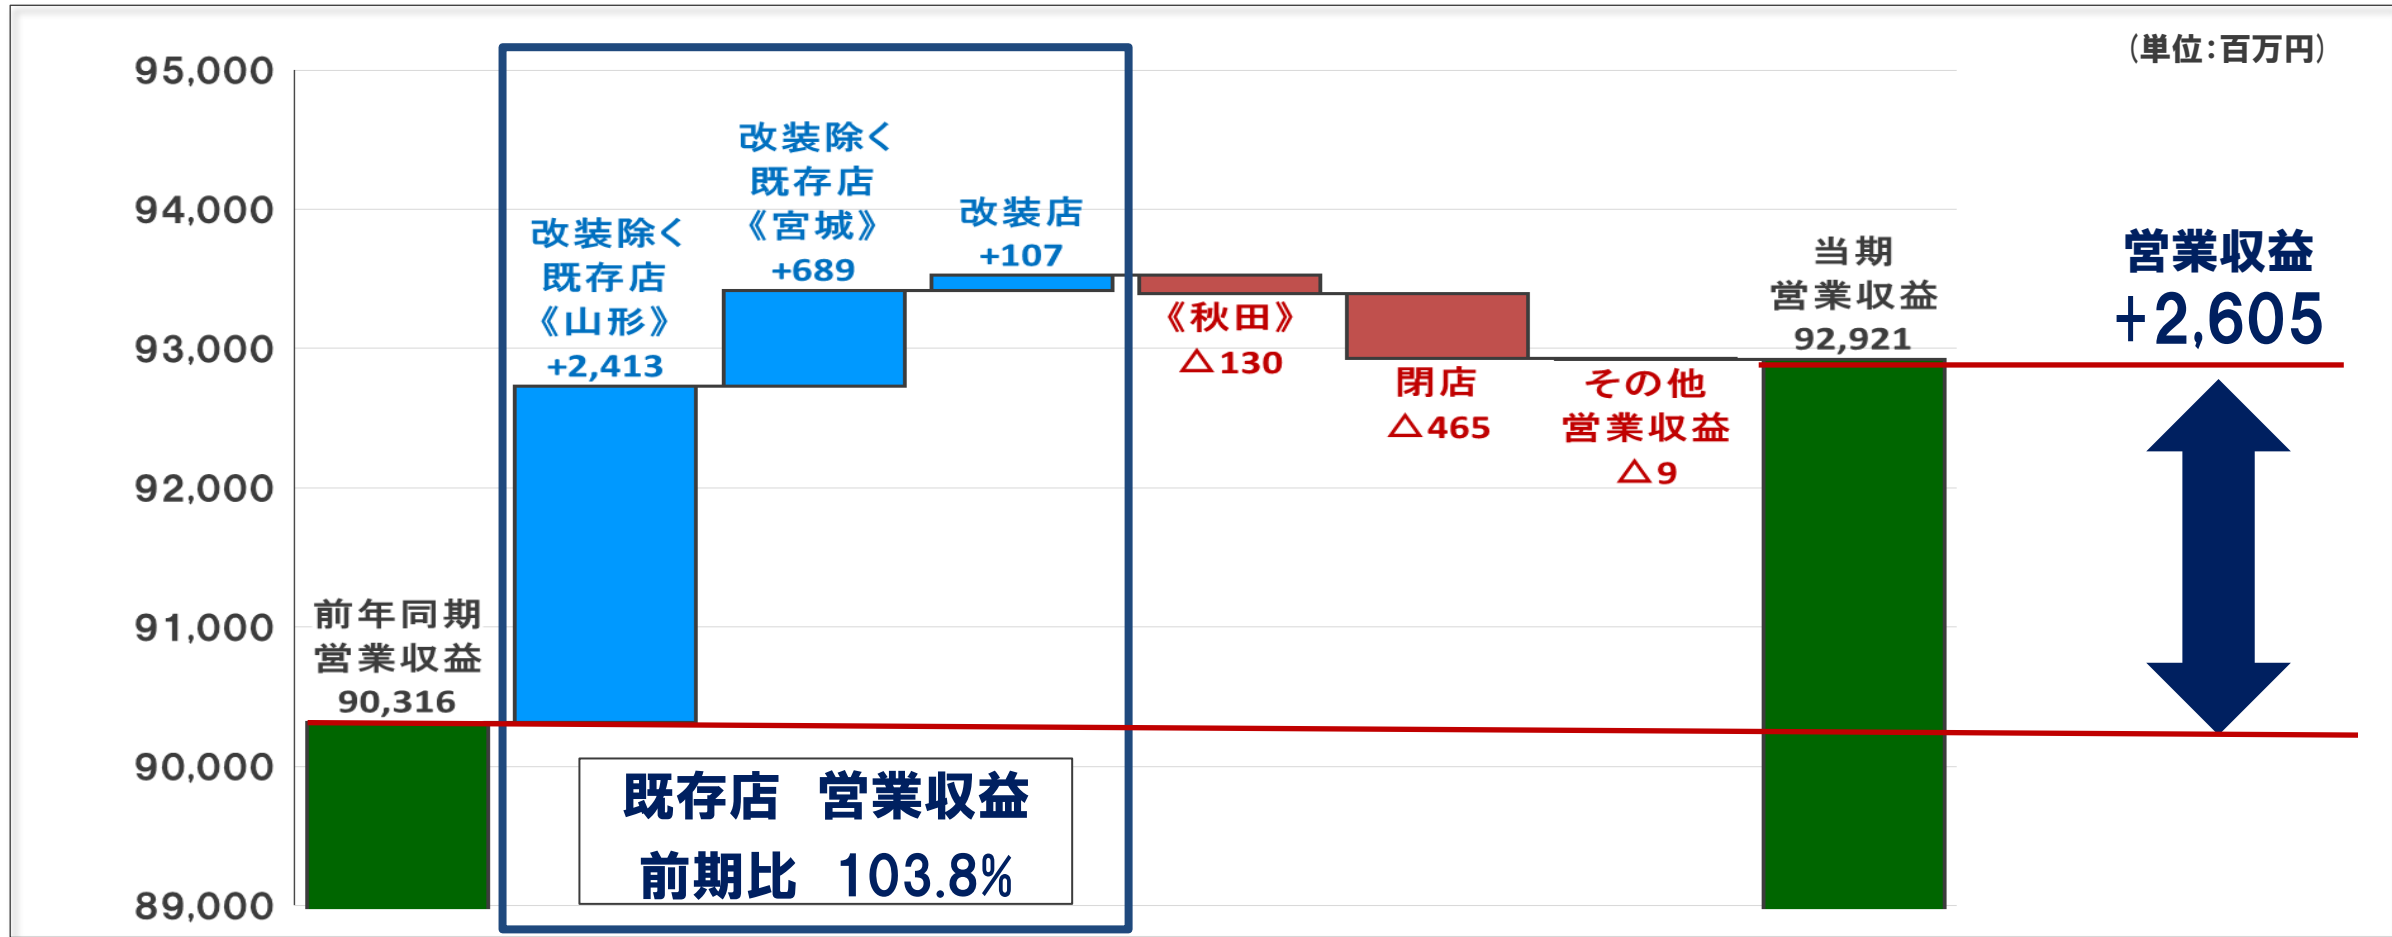 (単位:百万円)
95,000
94,000
93,000
92,000
91,000
90,000
89,000
前年同期
営業収益
90,316
改装除く
既存店
《山形》
+2,413
改装除く
既存店
《宮城》
+689
改装店
+107
《秋田》
△130
閉店
△465
その他
営業収益
△9
当期
営業収益
92,921
営業収益
+2,605
既存店 営業収益
前期比 103.8%